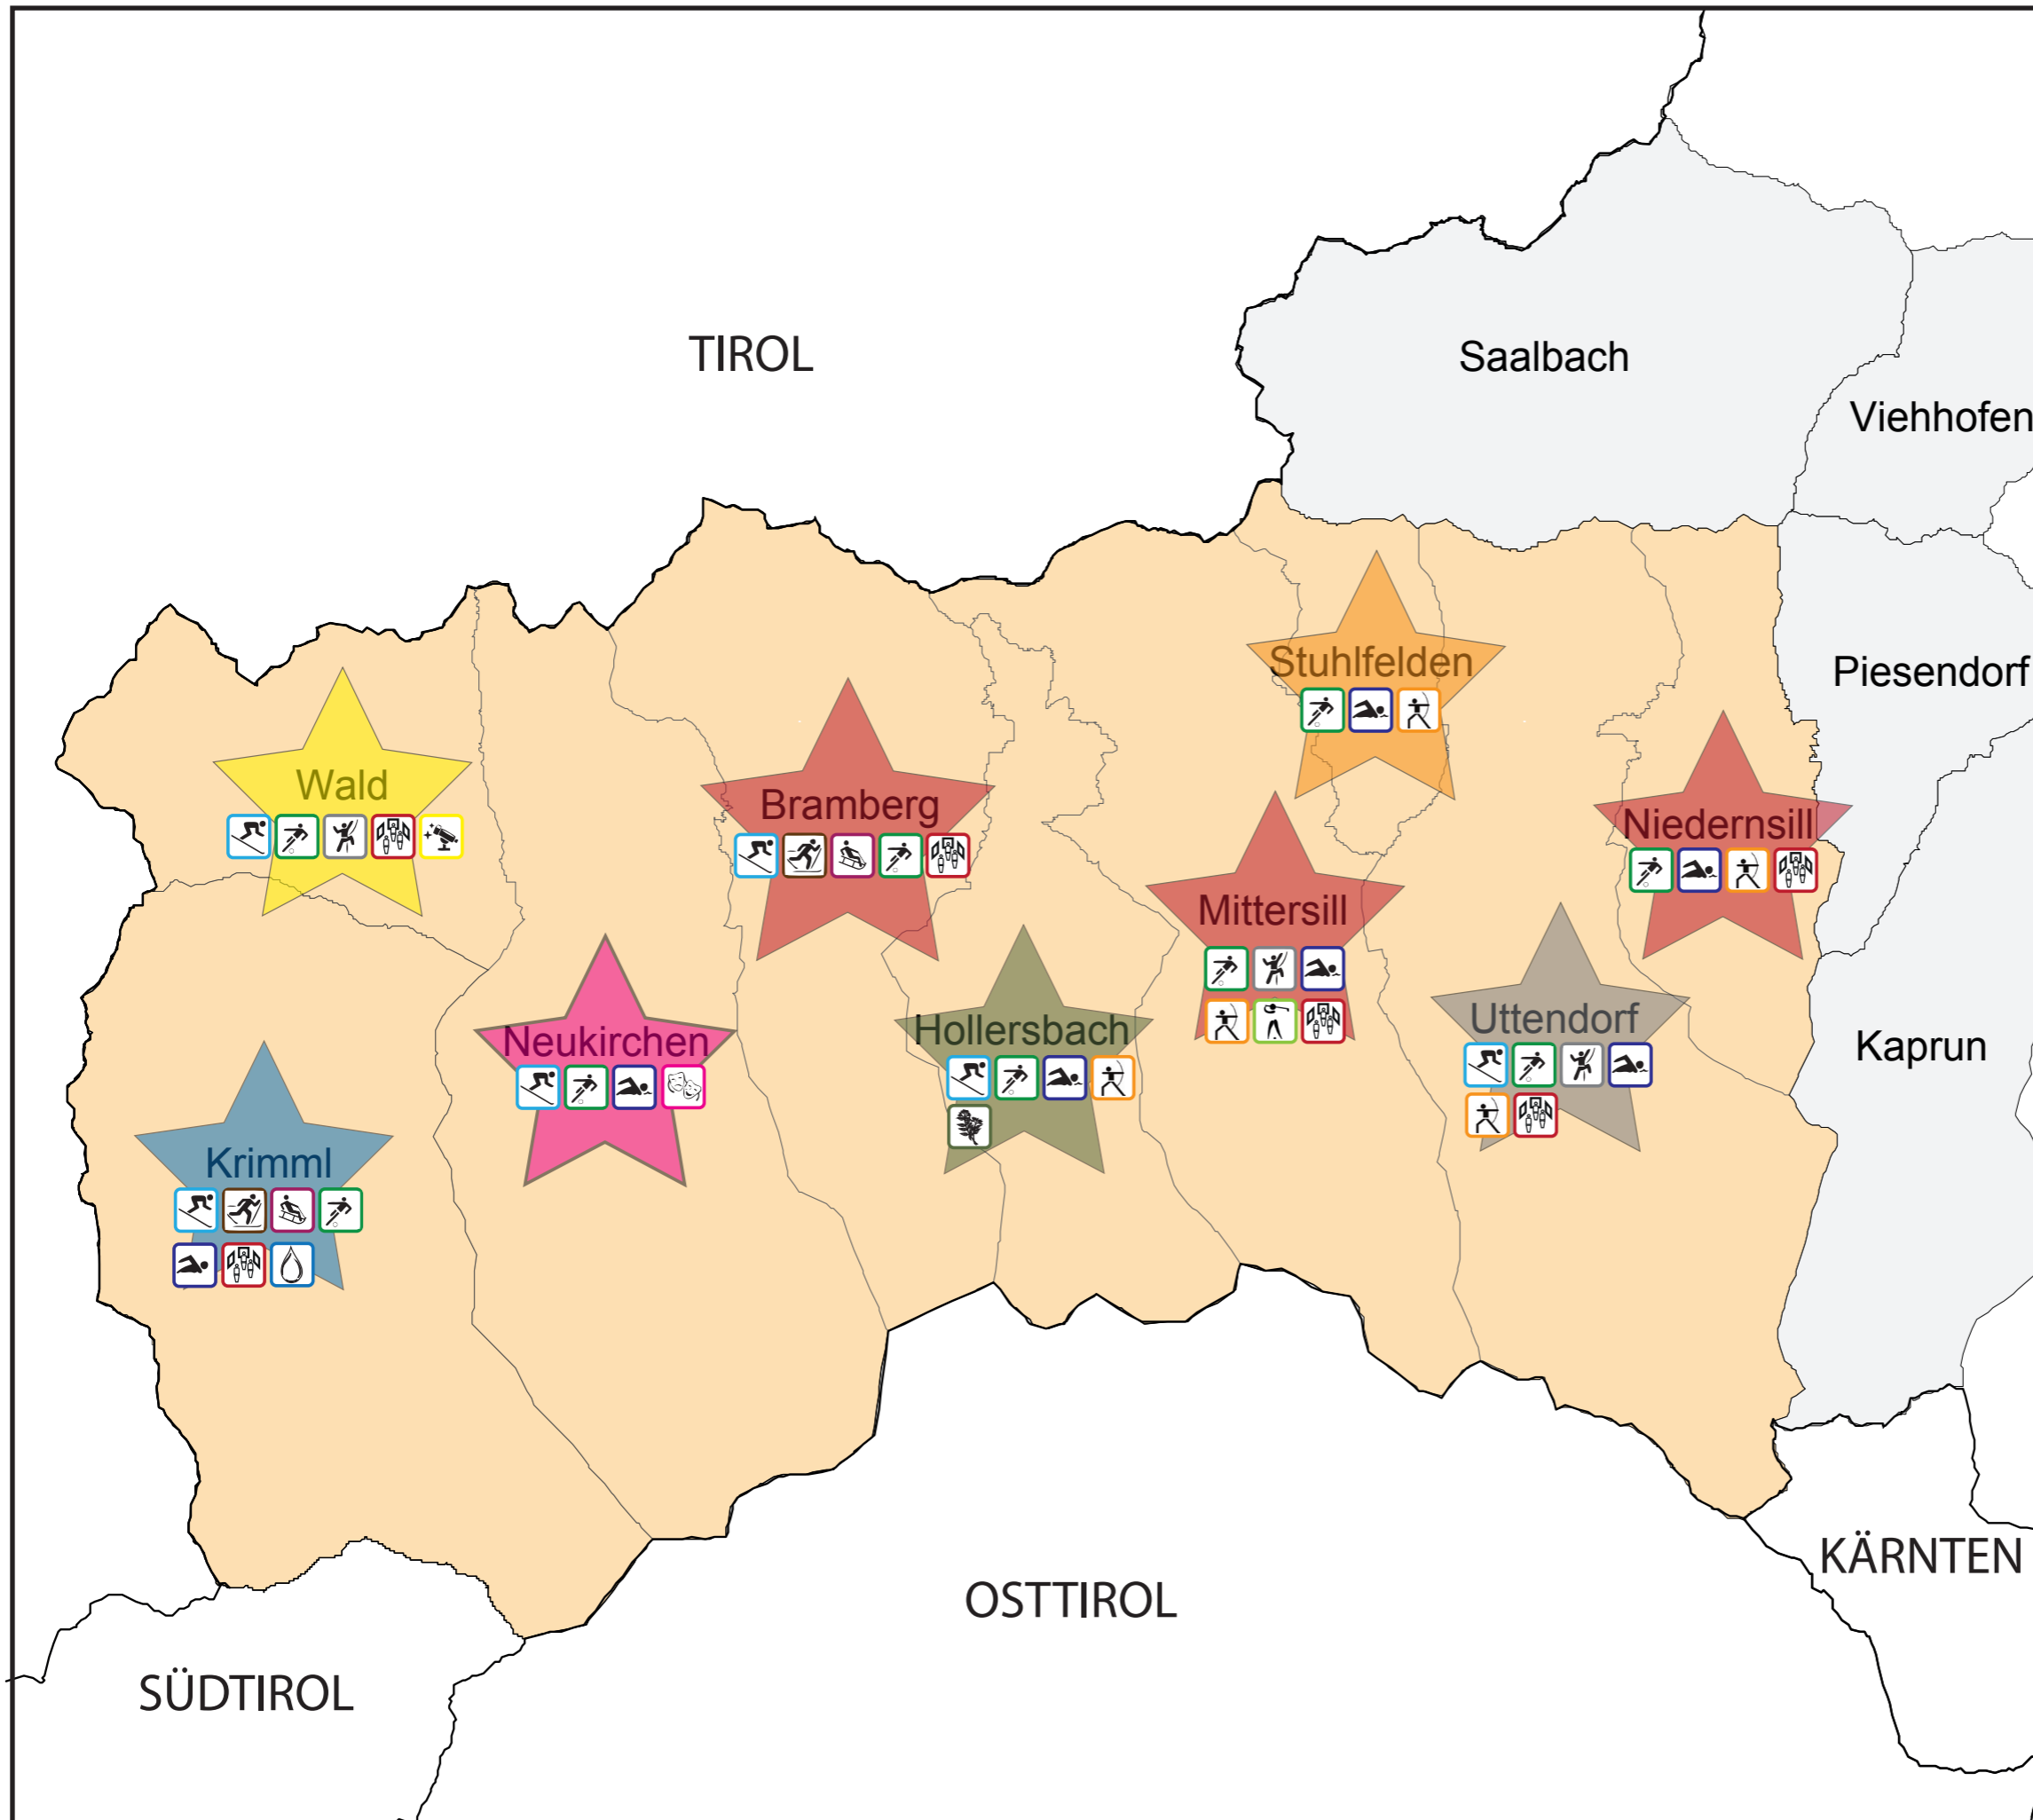 TIROL
Saalbach
Viehhofen
Stuhlfelden
Piesendorf
Wald
Bramberg
Niedernsill
Mittersill
Uttendorf
Hollersbach
Neukirchen
Kaprun
Krimml
KÄRNTEN
OSTTIROL
SÜDTIROL